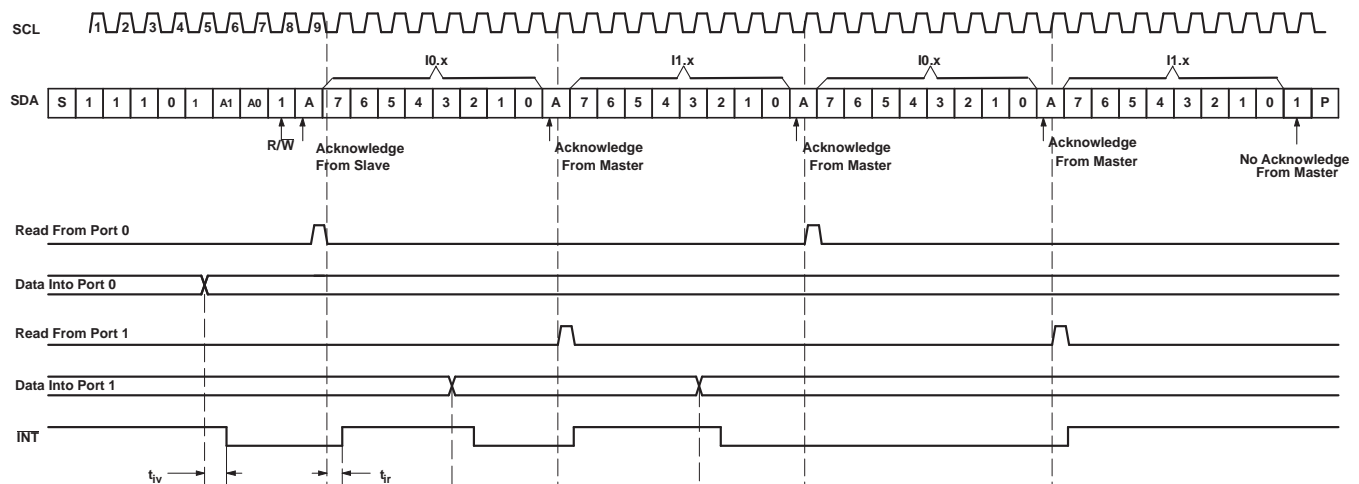 SCL 1 2 3 4 5 6 7 8 9
I0.x I1.x I0.x I1.x
SDA S 1 1 1 0 1 A1 A0 1 A 7 6 5 4 3 2 1 0 A 7 6 5 4 3 2 1 0 A 7 6 5 4 3 2 1 0 A 7 6 5 4 3 2 1 0 1 P
R/W
Acknowledge
From Slave
Acknowledge
From Master
Acknowledge
From Master
Acknowledge
From Master
No Acknowledge
From Master
Read From Port 0
Data Into Port 0
Read From Port 1
Data Into Port 1
INT
tiv tir